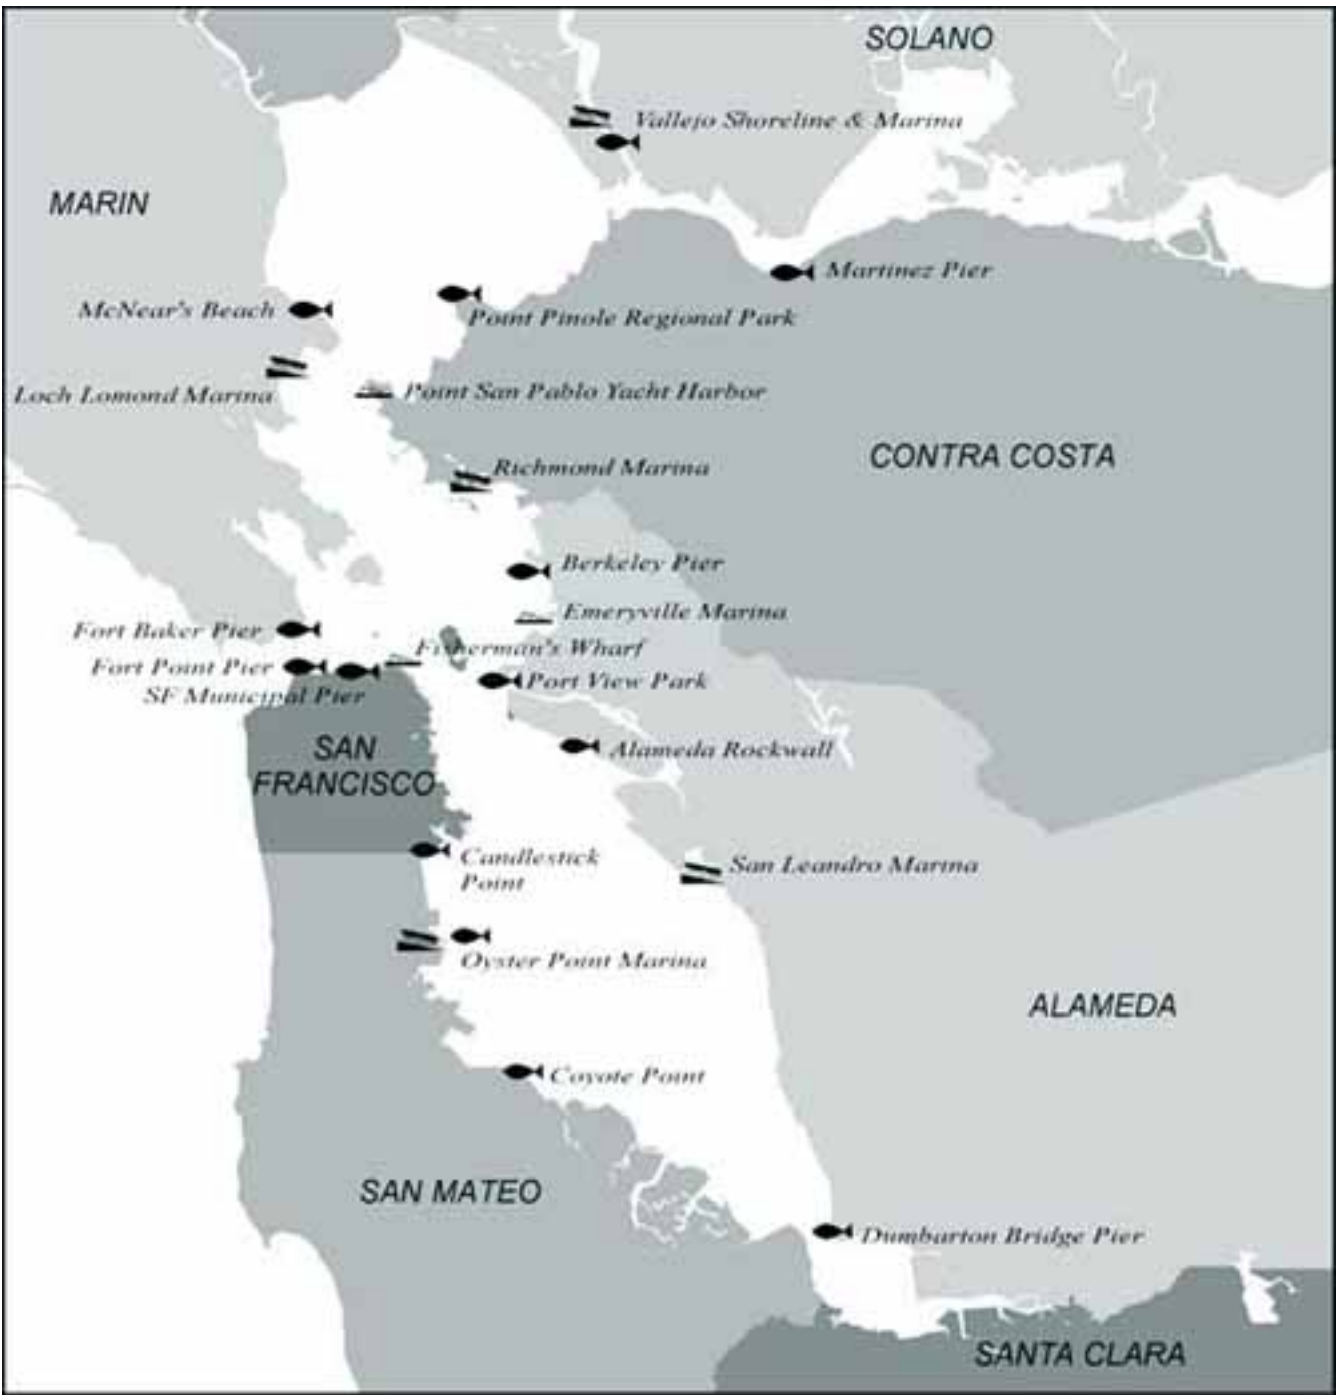 SOLANO
Vallejo Shoreline & Marina
MARIN
Martinez Pier
McNear's Beach
Point Pinole Regional Park
Loch Lomond Marina
Point San Pablo Yacht Harbor
CONTRA COSTA
Richmond Marina
Berkeley Pier
Emeryville Marina
Fort Baker Pier
Fisherman's Wharf
Fort Point Pier
Port View Park
SF Municipal Pier
SAN
FRANCISCO
Alameda Rockwall
Candlestick
Point
San Leandro Marina
Oyster Point Marina
ALAMEDA
Coyote Point
SAN MATEO
Dumbarton Bridge Pier
SANTA CLARA